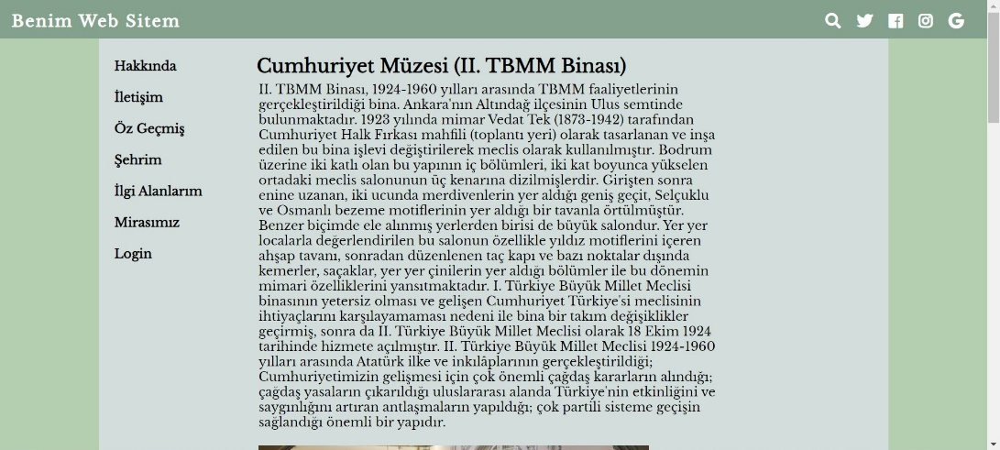 Benim Web Sitem
Hakkında
İletişim
Öz Geçmiş
Şehrim
İlgi Alanlarım
Mirasımız
Login
Cumhuriyet Müzesi (II. TBMM Binası)
II. TBMM Binası, 1924-1960 yılları arasında TBMM faaliyetlerinin
gerçekleştirildiği bina. Ankara'nın Altındağ ilçesinin Ulus semtinde
bulunmaktadır. 1923 yılında mimar Vedat Tek (1873-1942) tarafından
Cumhuriyet Halk Fırkası mahfili (toplantı yeri) olarak tasarlanan ve inşa
edilen bu bina işlevi değiştirilerek meclis olarak kullanılmıştır. Bodrum
üzerine iki katlı olan bu yapının iç bölümleri, iki kat boyunca yükselen
ortadaki meclis salonunun üç kenarına dizilmişlerdir. Girişten sonra
enine uzanan, iki ucunda merdivenlerin yer aldığı geniş geçit, Selçuklu
ve Osmanlı bezeme motiflerinin yer aldığı bir tavanla örtülmüştür.
Benzer biçimde ele alınmış yerlerden birisi de büyük salondur. Yer yer
localarla değerlendirilen bu salonun özellikle yıldız motiflerini içeren
ahşap tavanı, sonradan düzenlenen taç kapı ve bazı noktalar dışında
kemerler, saçaklar, yer yer çinilerin yer aldığı bölümler ile bu dönemin
mimari özelliklerini yansıtmaktadır. I. Türkiye Büyük Millet Meclisi
binasının yetersiz olması ve gelişen Cumhuriyet Türkiye'si meclisinin
ihtiyaçlarını karşılayamaması nedeni ile bina bir takım değişiklikler
geçirmiş, sonra da II. Türkiye Büyük Millet Meclisi olarak 18 Ekim 1924
tarihinde hizmete açılmıştır. II. Türkiye Büyük Millet Meclisi 1924-1960
yılları arasında Atatürk ilke ve inkılâplarının gerçekleştirildiği;
Cumhuriyetimizin gelişmesi için çok önemli çağdaş kararların alındığı;
çağdaş yasaların çıkarıldığı uluslararası alanda Türkiye'nin etkinliğini ve
saygınlığını artıran antlaşmaların yapıldığı; çok partili sisteme geçişin
sağlandığı önemli bir yapıdır.